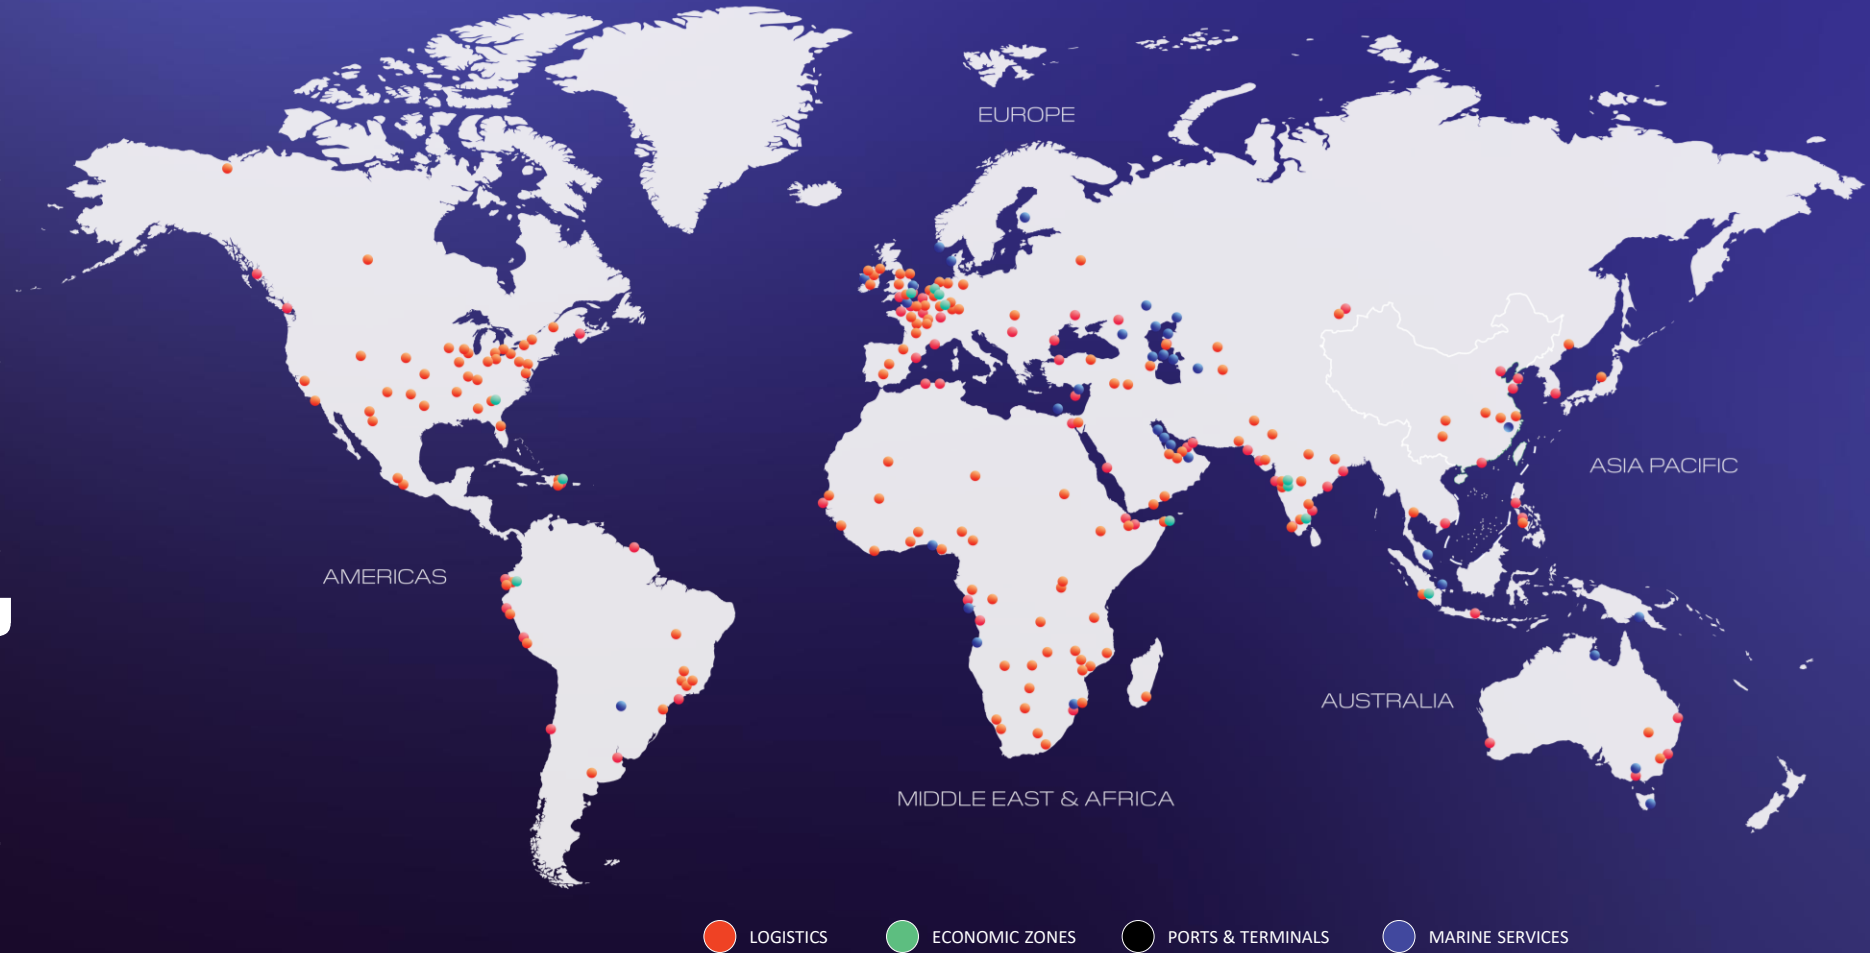 EUROPE
ASIA PACIFIC
AMERICAS
AUSTRALIA
MIDDLE EAST & AFRICA
LOGISTICS
ECONOMIC ZONES
PORTS & TERMINALS
MARINE SERVICES